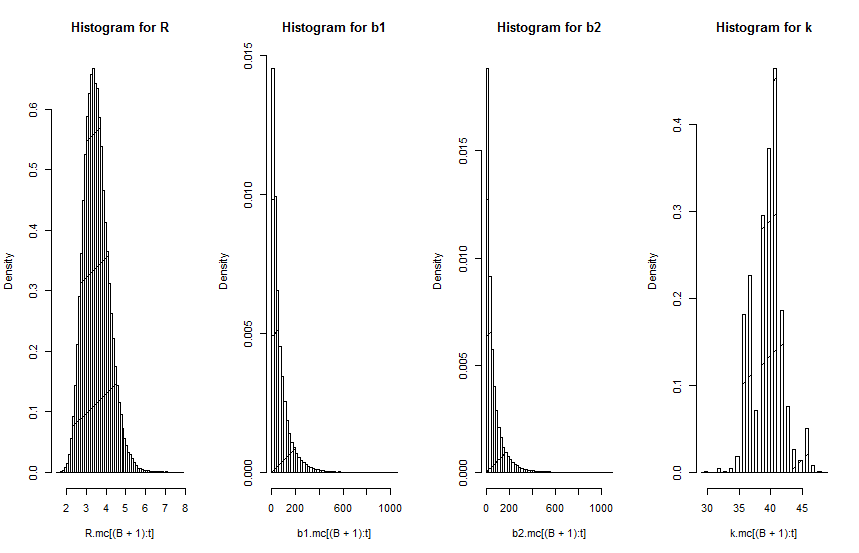 Histogram for R
Histogram for b1
Histogram for b2
Histogram for k
Density
0.0
0.1
0.2
0.3
0.4
0.5
0.6
2 3 4 5 6 7 8
R.mc[(B + 1):t]
Density
0.000
0.005
0.010
0.015
0 200 600 1000
b1.mc[(B + 1):t]
Density
0.000
0.005
0.010
0.015
0 200 600 1000
b2.mc[(B + 1):t]
Density
0.0
0.1
0.2
0.3
0.4
30 35 40 45
k.mc[(B + 1):t]